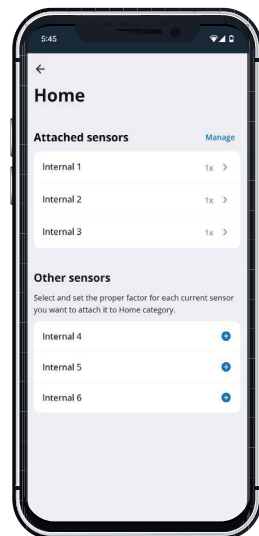 5:45
Home
Attached sensors Manage
Internal 1 1x
Internal 2 1x
Internal 3 1x
Other sensors
Select and set the proper factor for each current sensor
you want to attach it to Home category.
Internal 4
Internal 5
Internal 6